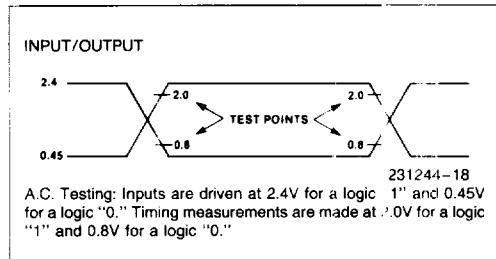 INPUT/OUTPUT
2.4
2.0 2.0
TEST POINTS
0.8 0.8
0.45
231244-18
A.C. Testing: Inputs are driven at 2.4V for a logic 1" and 0.45V
for a logic "0." Timing measurements are made at .0V for a logic
"1" and 0.8V for a logic "0."